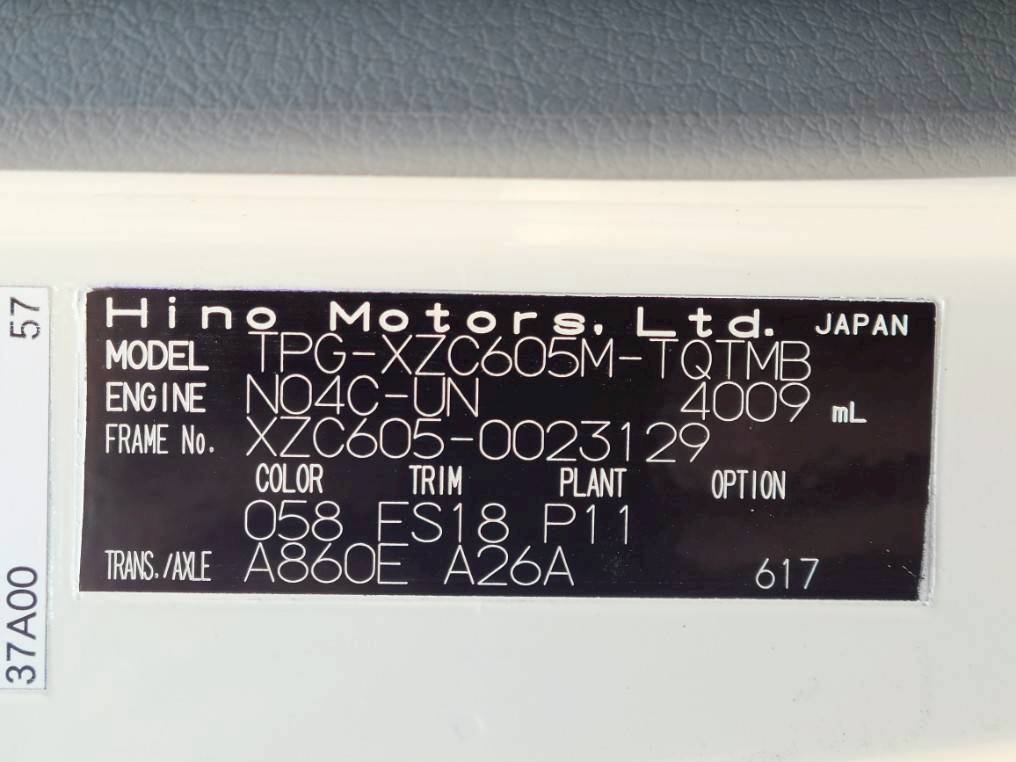 Hino Motors, Ltd. JAPAN
MODEL TPG-XZC605M-TQTMB
ENGINE N04C-UN 4009 mL
FRAME No. XZC605-0023129
COLOR TRIM PLANT OPTION
058 FS18 P11
TRANS./AXLE A860E A26A 617
37A00 57